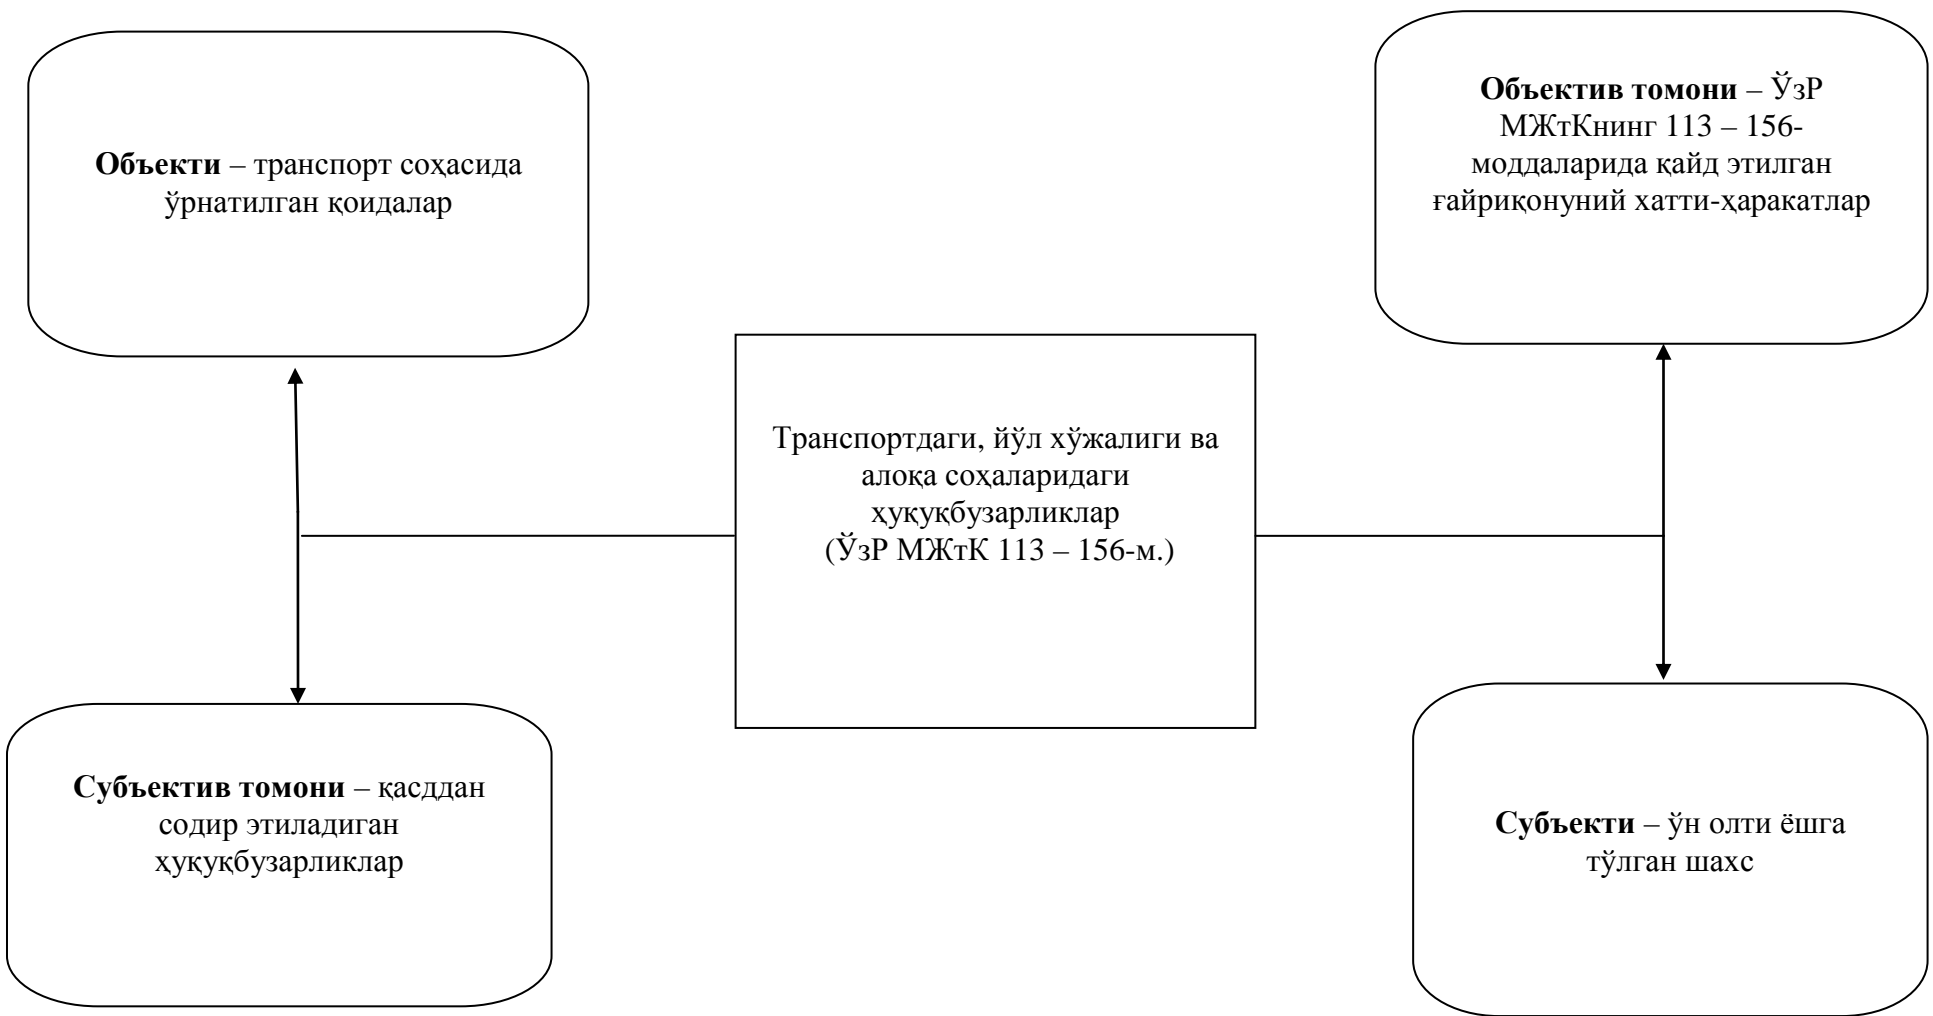 Объекти – транспорт соҳасида
ўрнатилган қоидалар
Объектив томони – ЎзР
МЖтКнинг 113 – 156-
моддаларида қайд этилган
ғайриқонуний хатти-ҳаракатлар
Транспортдаги, йўл хўжалиги ва
алоқа соҳаларидаги
ҳуқуқбузарликлар
(ЎзР МЖтК 113 – 156-м.)
Субъектив томони – қасддан
содир этиладиган
ҳуқуқбузарликлар
Субъекти – ўн олти ёшга
тўлган шахс